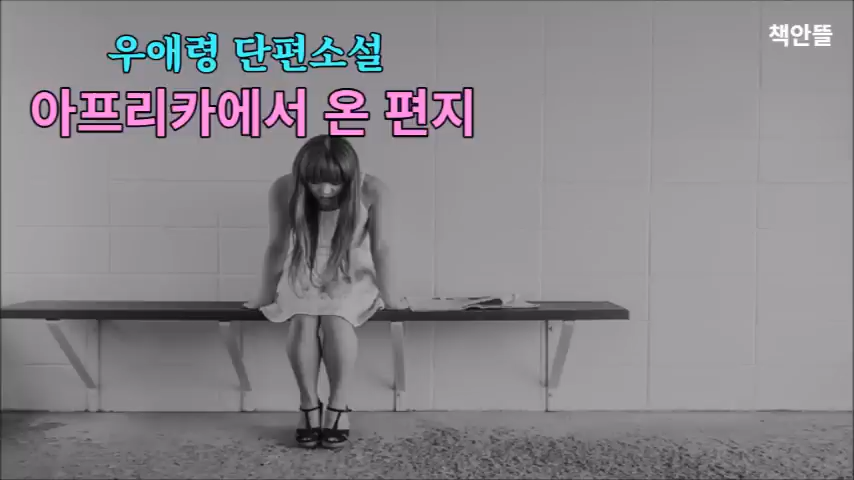 우애령 단편소설
아프리카에서 온 편지
책안뜰